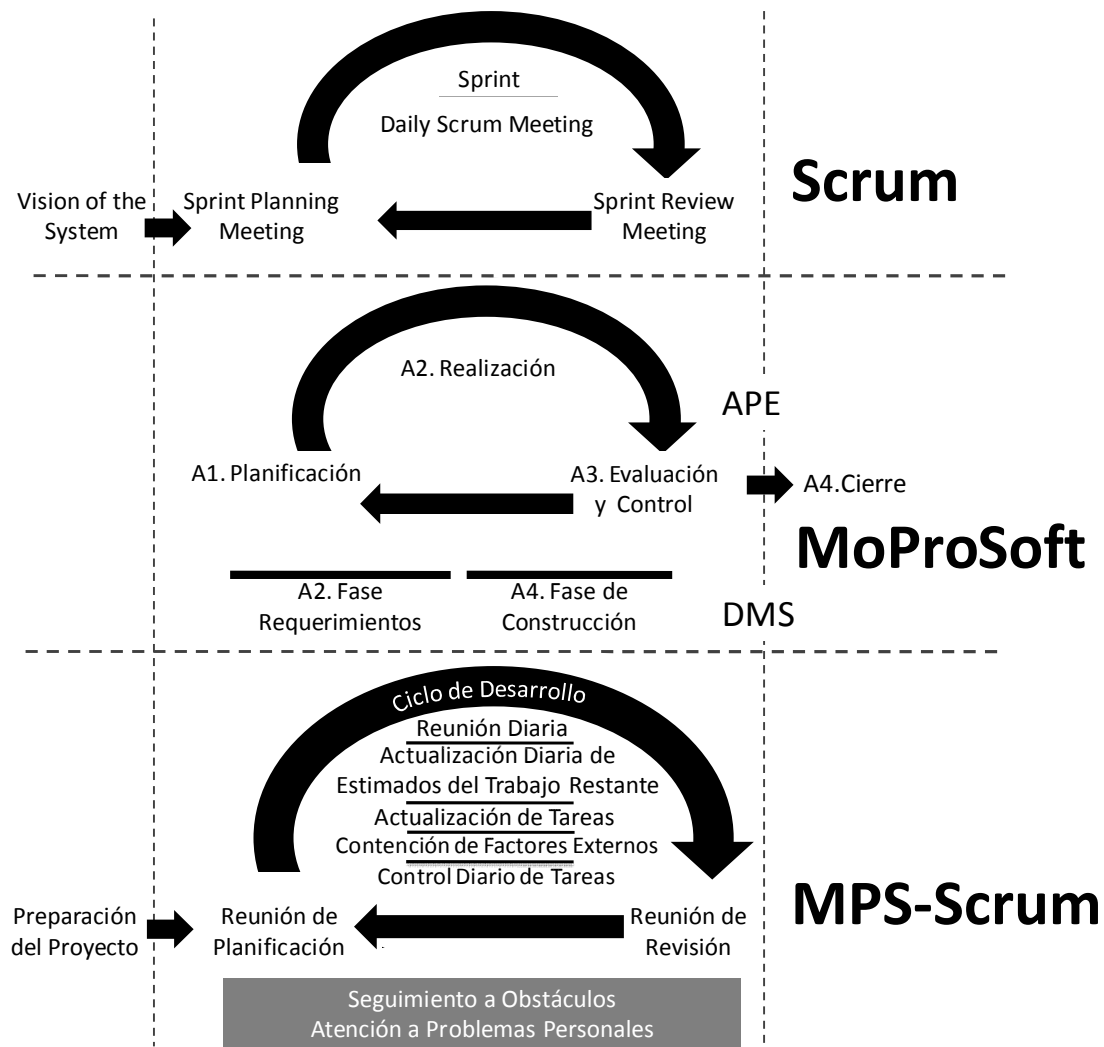 Sprint
Daily Scrum Meeting
Scrum
Vision of the
System
Sprint Planning
Meeting
Sprint Review
Meeting
A2. Realización
APE
A1. Planificación
A3. Evaluación
y Control
A4.Cierre
MoProSoft
A2. Fase
Requerimientos
A4. Fase de
Construcción
DMS
Ciclo de Desarrollo
Reunión Diaria
Actualización Diaria de
Estimados del Trabajo Restante
Actualización de Tareas
Contención de Factores Externos
Control Diario de Tareas
MPS-Scrum
Preparación
del Proyecto
Reunión de
Planificación
Reunión de
Revisión
Seguimiento a Obstáculos
Atención a Problemas Personales